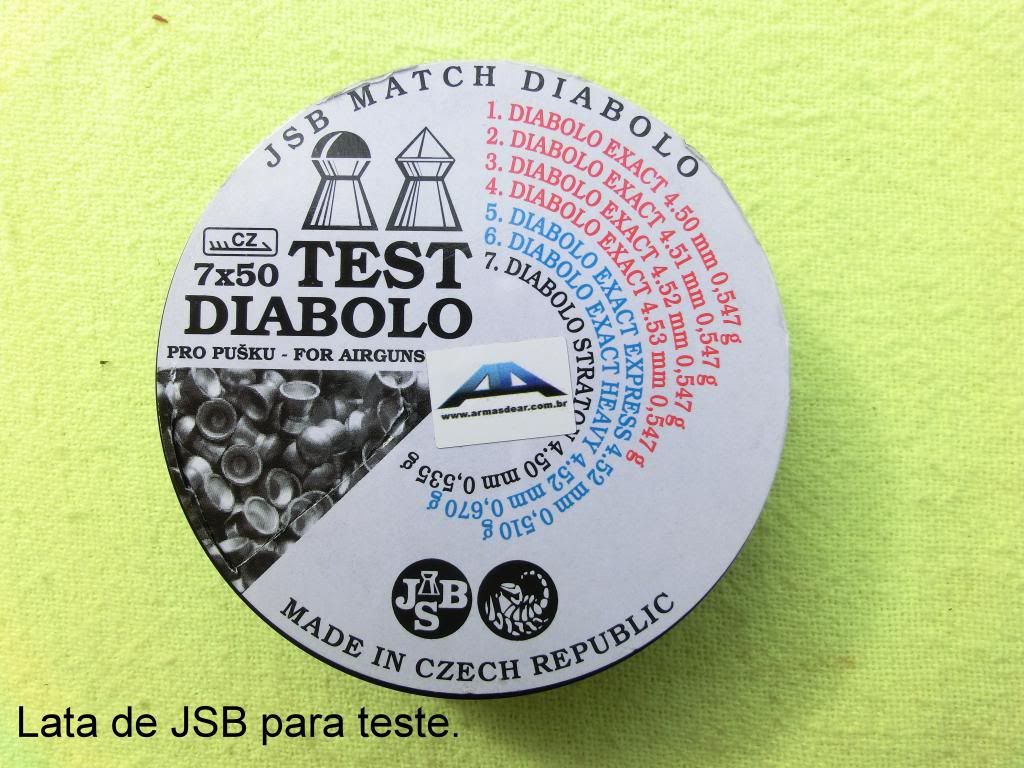 JSB MATCH DIABOLO
CZ
7x50 TEST
DIABOLO
PRO PUŠKU - FOR AIRGUNS
1. DIABOLO EXACT 4.50 mm 0,547 g
2. DIABOLO EXACT 4.51 mm 0,547 g
3. DIABOLO EXACT 4.52 mm 0,547 g
4. DIABOLO EXACT 4.53 mm 0,547g
5. DIABOLO EXACT EXPRESS 4.52 mm 0,510 g
6. DIABOLO EXACT HEAVY 4.52 mm 0,670 g
7. DIABOLO STRATON 4.50 mm 0,535 g
www.armasdear.com.br
JSB
MADE IN CZECH REPUBLIC
Lata de JSB para teste.